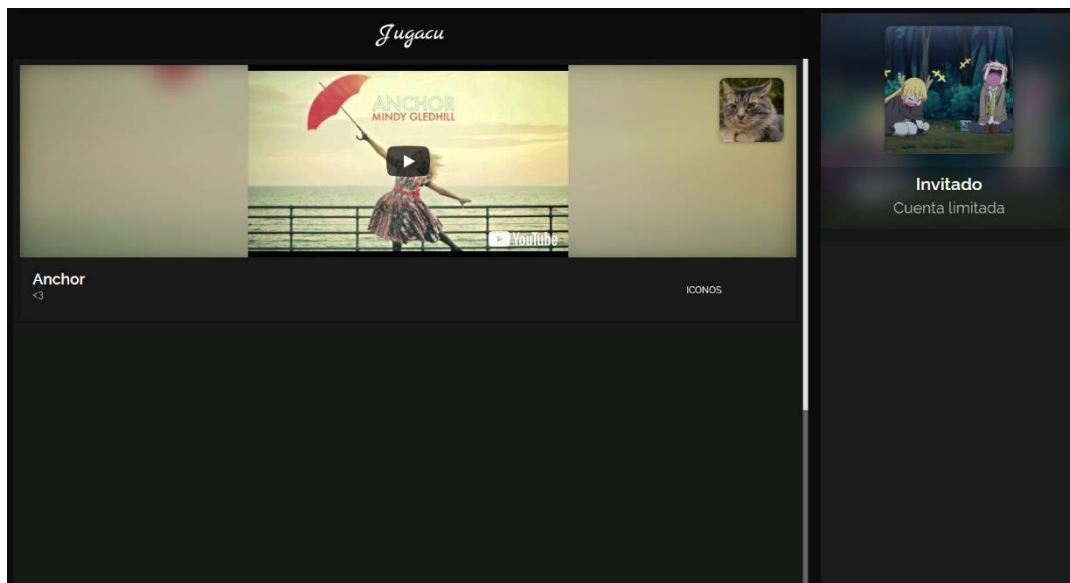 Jugacu
ANCHOR
MINDY GLEDHILL
YouTube
Anchor
<3
ICONOS
Invitado
Cuenta limitada